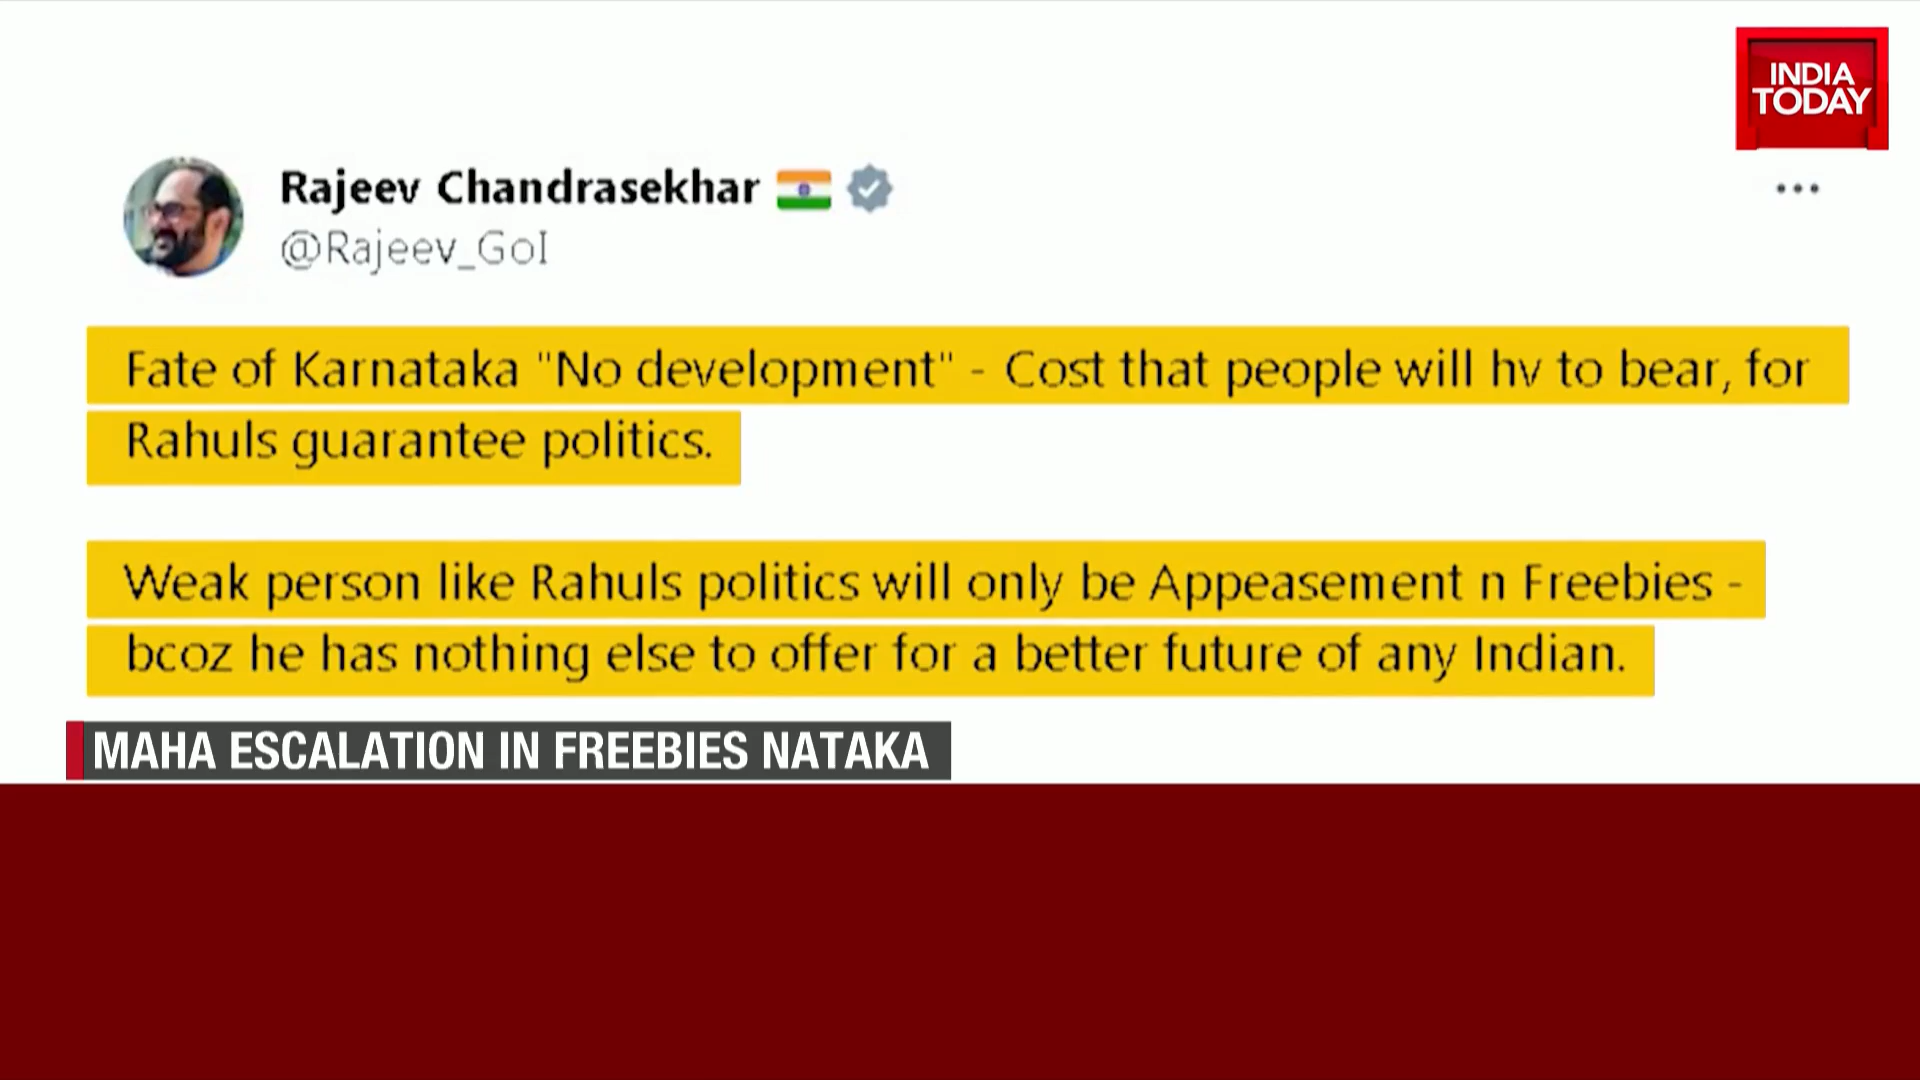 INDIA
TODAY
Rajeev Chandrasekhar
@Rajeev_GoI
Fate of Karnataka "No development" - Cost that people will hv to bear, for
Rahuls guarantee politics.
Weak person like Rahuls politics will only be Appeasement n Freebies -
bcoz he has nothing else to offer for a better future of any Indian.
MAHA ESCALATION IN FREEBIES NATAKA